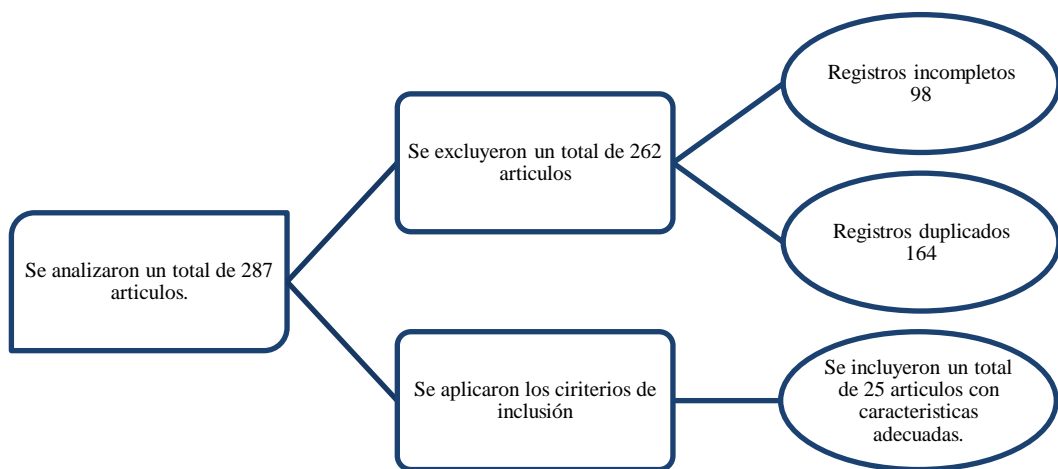 Se analizaron un total de 287
articulos.
Se excluyeron un total de 262
articulos
Registros incompletos
98
Registros duplicados
164
Se aplicaron los ciriterios de
inclusión
Se incluyeron un total
de 25 articulos con
caracteristicas
adecuadas.